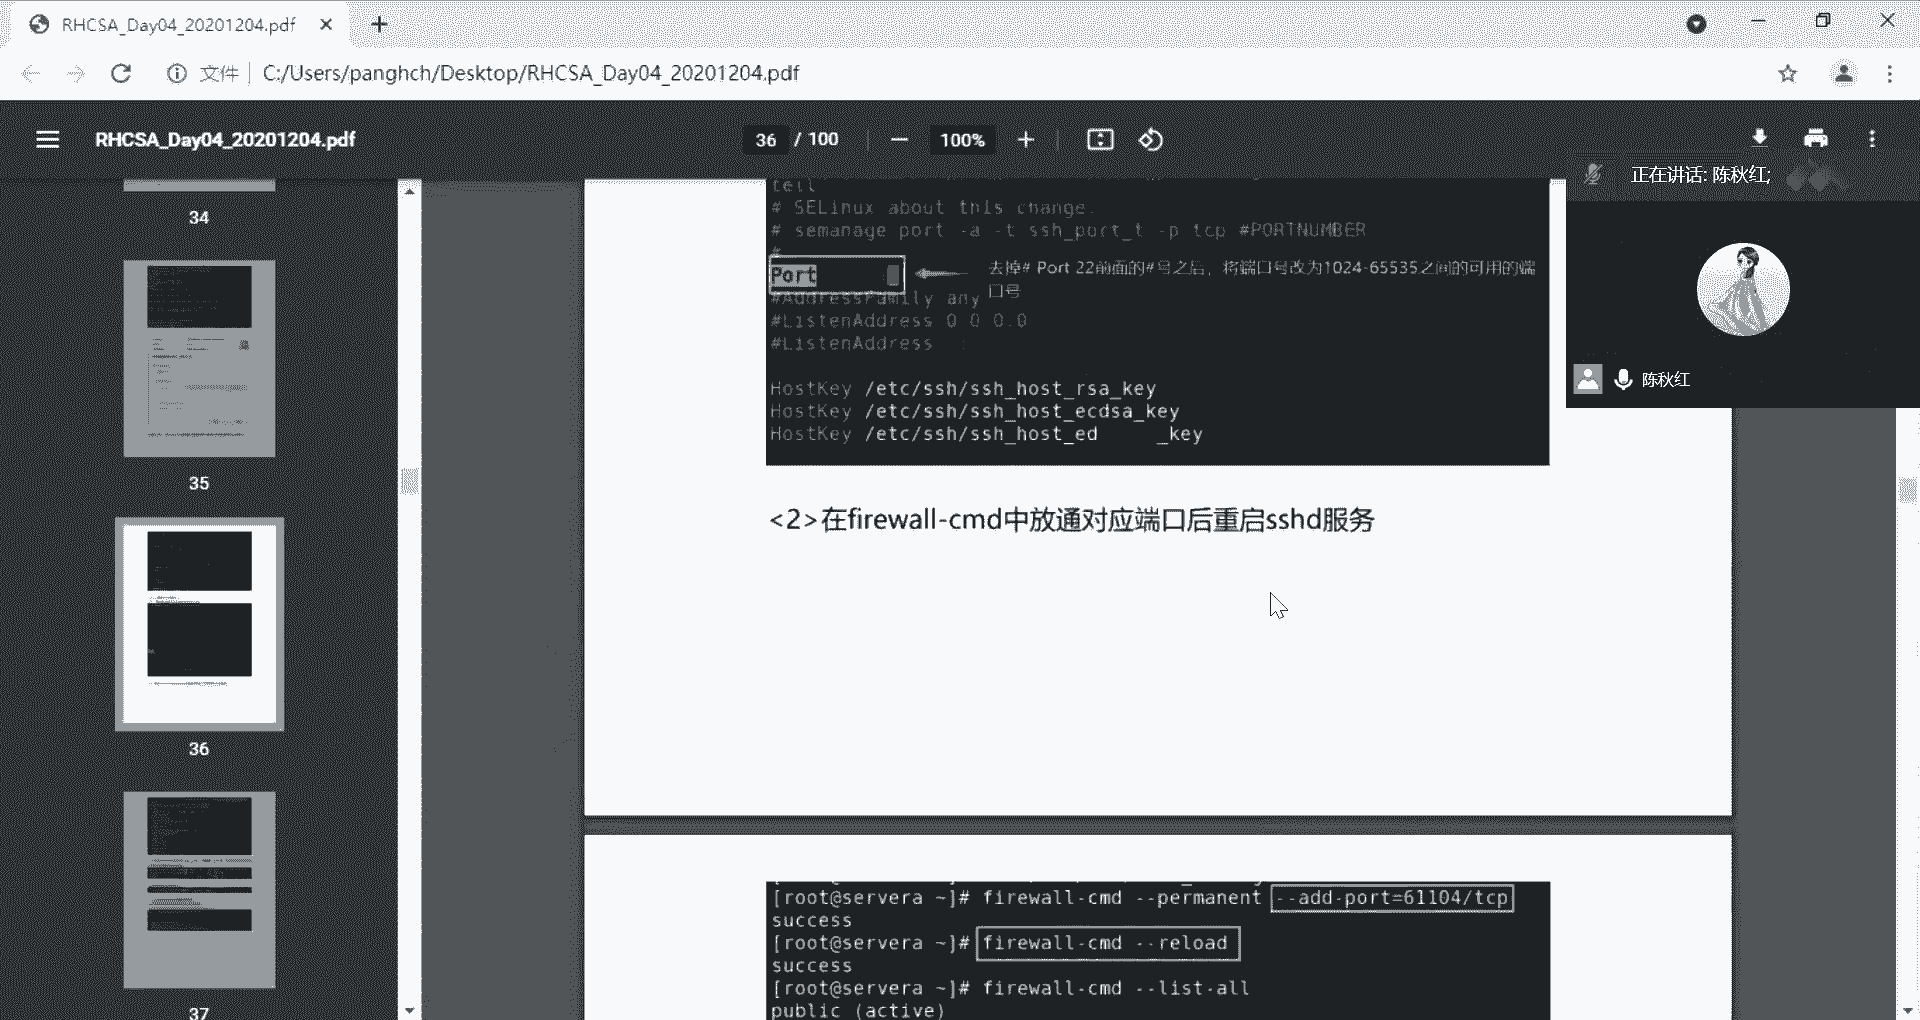 RHCSA_Day04_20201204.pdf
文件 C:/Users/panghch/Desktop/RHCSA_Day04_20201204.pdf
RHCSA_Day04_20201204.pdf
36 / 100
100%
正在讲话: 陈秋红;
陈秋红
34
35
36
37
tell
# SELinux about this change.
# semanage port -a -t ssh_port_t -p tcp #PORTNUMBER
#
Port
去掉# Port 22前面的#号之后，将端口号改为1024-65535之间的可用的端
口号
#AddressFamily any
#ListenAddress 0 0 0.0
#ListenAddress :
HostKey /etc/ssh/ssh_host_rsa_key
HostKey /etc/ssh/ssh_host_ecdsa_key
HostKey /etc/ssh/ssh_host_ed _key
<2>在firewall-cmd中放通对应端口后重启sshd服务
[root@servera ~]# firewall-cmd --permanent --add-port=61104/tcp
success
[root@servera ~]# firewall-cmd --reload
success
[root@servera ~]# firewall-cmd --list-all
public (active)